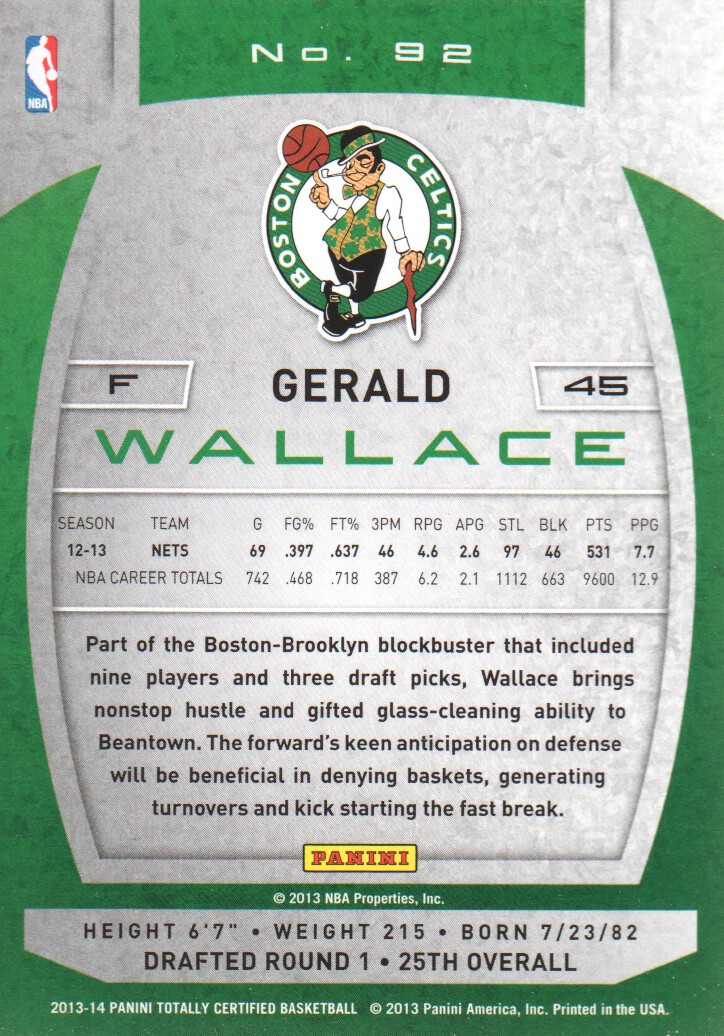 No. 92
NBA
BOSTON CELTICS
F
GERALD
45
WALLACE
SEASON TEAM G FG% FT% 3PM RPG APG STL BLK PTS PPG
12-13 NETS 69 .397 .637 46 4.6 2.6 97 46 531 7.7
NBA CAREER TOTALS 742 .468 .718 387 6.2 2.1 1112 663 9600 12.9
Part of the Boston-Brooklyn blockbuster that included
nine players and three draft picks, Wallace brings
nonstop hustle and gifted glass-cleaning ability to
Beantown. The forward's keen anticipation on defense
will be beneficial in denying baskets, generating
turnovers and kick starting the fast break.
PANINI
© 2013 NBA Properties, Inc.
HEIGHT 6'7" • WEIGHT 215 • BORN 7/23/82
DRAFTED ROUND 1 • 25TH OVERALL
2013-14 PANINI TOTALLY CERTIFIED BASKETBALL © 2013 Panini America, Inc. Printed in the USA.